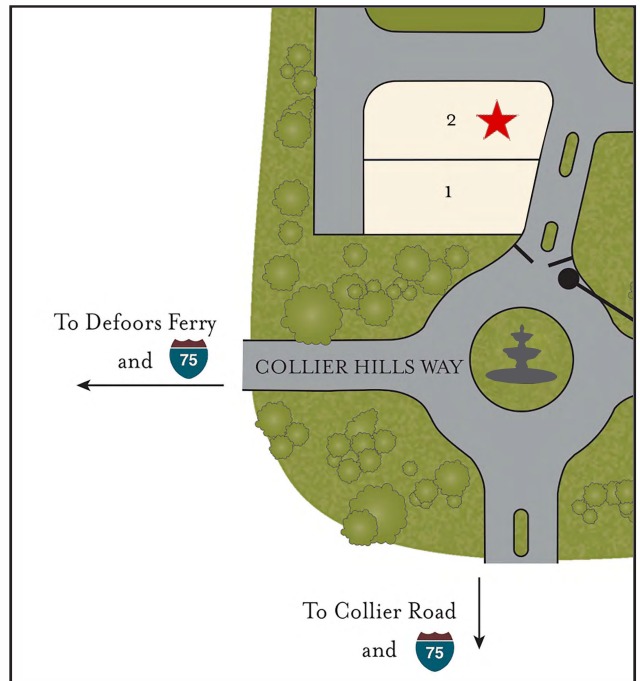 2
1
To Defoors Ferry
and 75
COLLIER HILLS WAY
To Collier Road
and 75